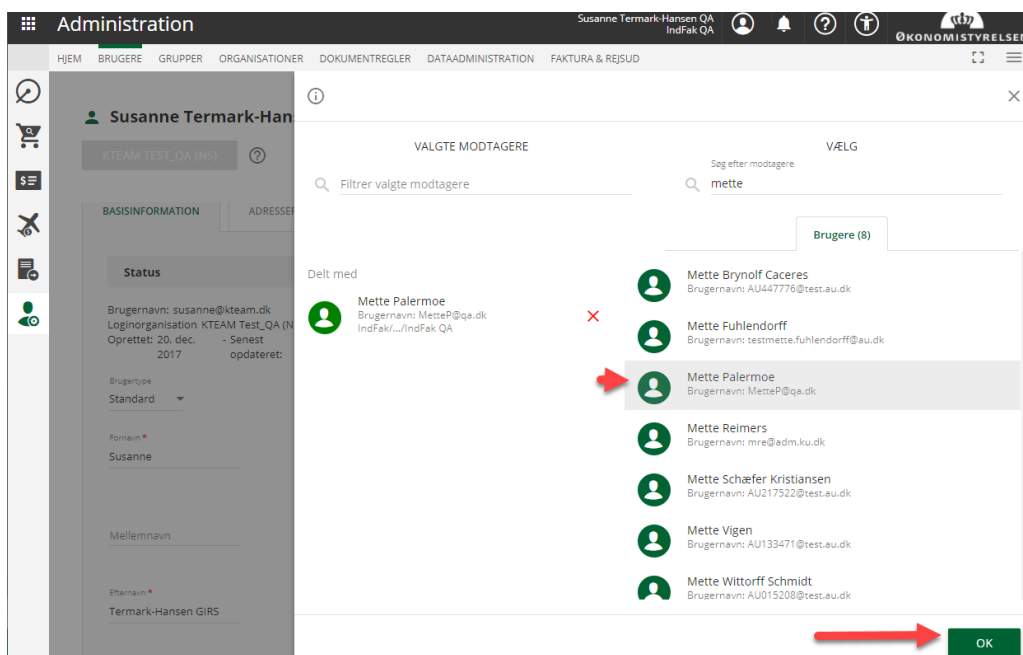 Administration
Susanne Termark-Hansen QA
IndFak QA
ØKONOMISTYRELSEN
HJEM BRUGERE GRUPPER ORGANISATIONER DOKUMENTREGLER DATAADMINISTRATION FAKTURA & REJSUD
Susanne Termark-Han
KTEAM TEST_QA (NS)
BASISINFORMATION ADRESSER
Status
Brugernavn: susanne@kteam.dk
Loginorganisation KTEAM Test_QA (N
Oprettet: 20. dec. - Senest
2017 opdateret:
Brugertype
Standard
Fornavn *
Susanne
Mellemnavn
Efternavn *
Termark-Hansen GIRS
VALGTE MODTAGERE
Filtrer valgte modtagere
Delt med
Mette Palermoe
Brugernavn: MetteP@qa.dk
IndFak/.../IndFak QA
VÆLG
Søg efter modtagere
mette
Brugere (8)
Mette Brynolf Caceres
Brugernavn: AU447776@test.au.dk
Mette Fuhlendorff
Brugernavn: testmette.fuhlendorff@au.dk
Mette Palermoe
Brugernavn: MetteP@qa.dk
Mette Reimers
Brugernavn: mre@adm.ku.dk
Mette Schæfer Kristiansen
Brugernavn: AU217522@test.au.dk
Mette Vigen
Brugernavn: AU133471@test.au.dk
Mette Wittorff Schmidt
Brugernavn: AU015208@test.au.dk
OK